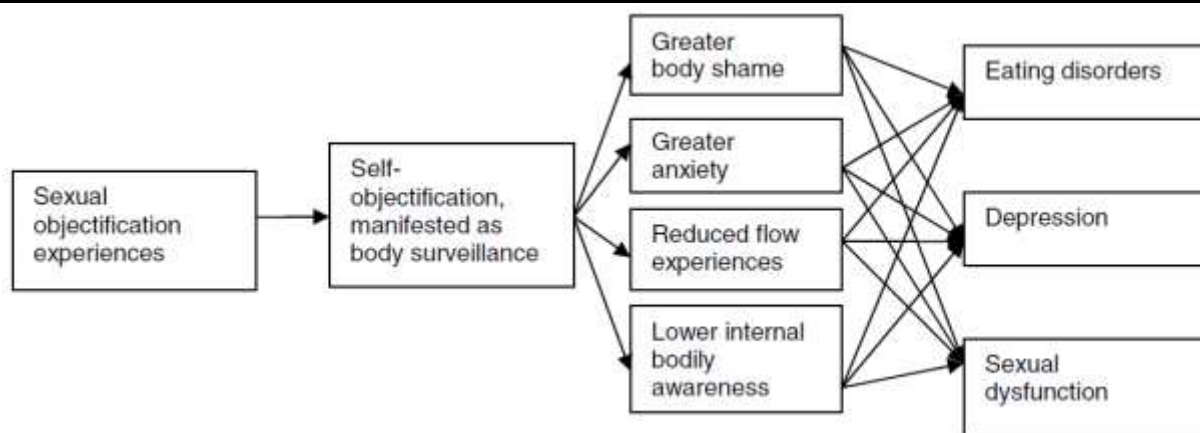 Sexual
objectification
experiences
Self-
objectification,
manifested as
body surveillance
Greater
body shame
Greater
anxiety
Reduced flow
experiences
Lower internal
bodily
awareness
Eating disorders
Depression
Sexual
dysfunction